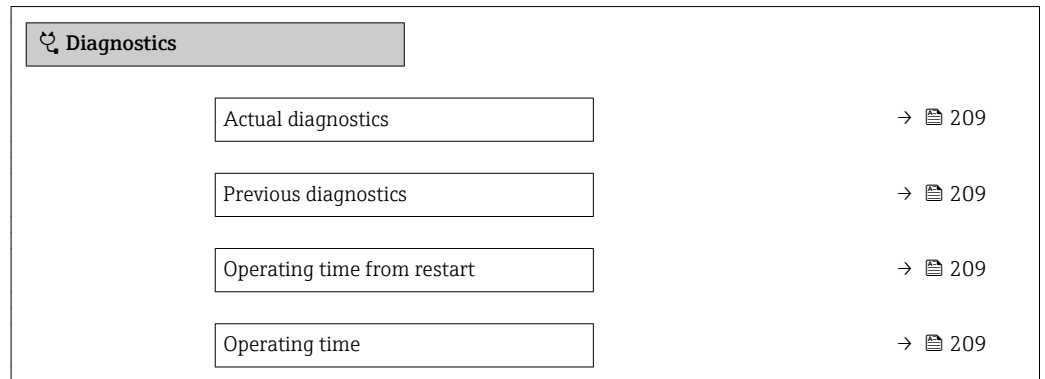 Diagnostics
Actual diagnostics → 209
Previous diagnostics → 209
Operating time from restart → 209
Operating time → 209